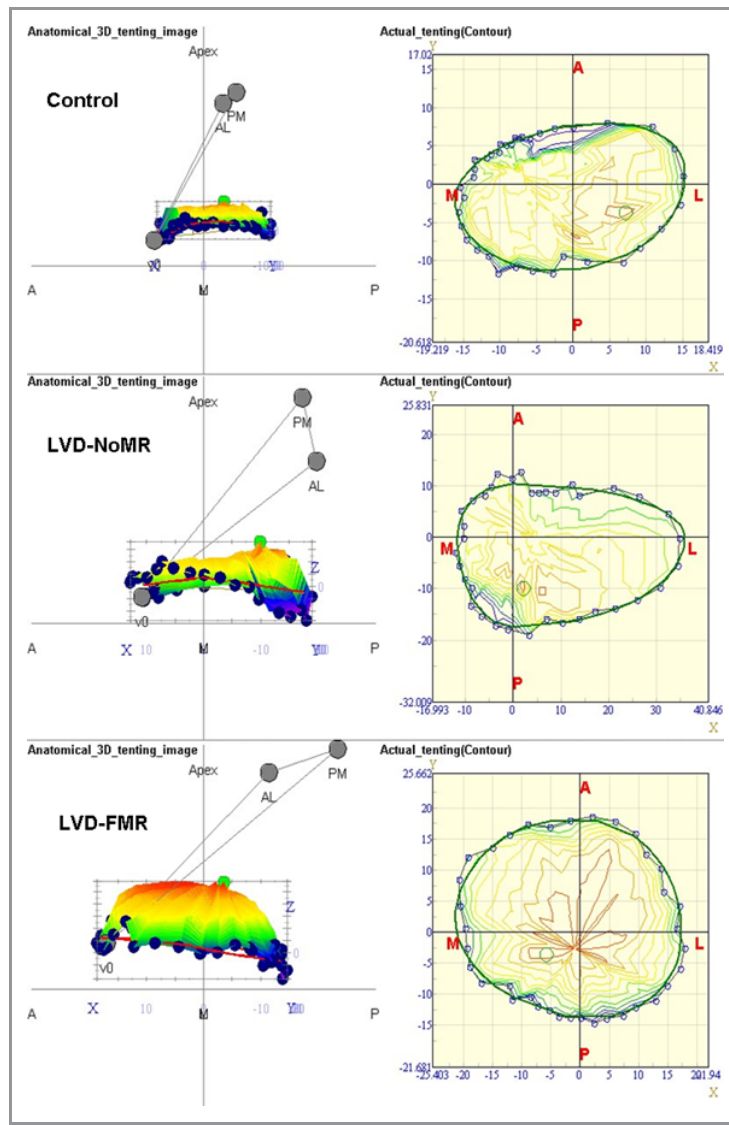 Anatomical_3D_tenting_image
Apex
Control
PM
AL
Y
0
A
M
P
Actual_tenting(Contour)
Y
17.02
15
A
10
5
0
M
L
-5
-10
-15
P
-20.618
-19.219 -15 -10 -5 0 5 10 15 18.419
X
Anatomical_3D_tenting_image
Apex
LVD-NoMR
PM
AL
Z
0
v0
A
X 10 -10 Y P
Actual_tenting(Contour)
Y
25.831
A
20
10
0
M
L
-10
-20
P
-32.009
-16.993 -10 0 10 20 30 40.846
X
Anatomical_3D_tenting_image
Apex
AL
PM
LVD-FMR
Z
0
v0
X 10 0 -10
A
P
Actual_tenting(Contour)
Y
25.662
A
20
15
10
5
0
M
L
-5
-10
-15
P
-21.681
-25.403 -20 -15 -10 -5 0 5 10 15
X